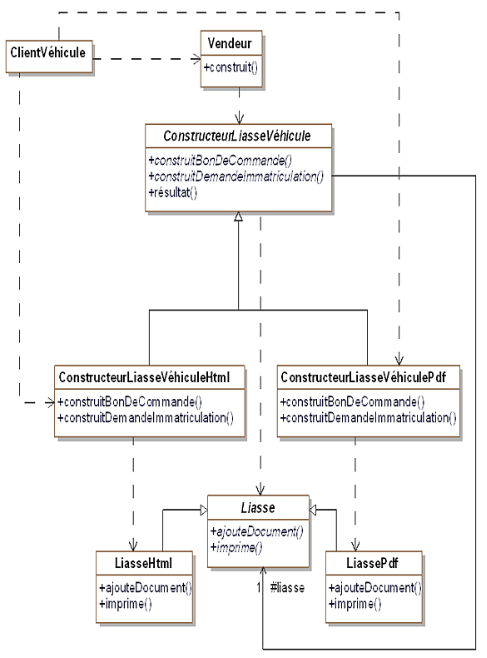 ClientVéhicule
Vendeur
+construit()
ConstructeurLiasseVéhicule
+construitBonDeCommande()
+construitDemandeImmatriculation()
+résultat()
ConstructeurLiasseVéhiculeHtml
+construitBonDeCommande()
+construitDemandeImmatriculation()
ConstructeurLiasseVéhiculePdf
+construitBonDeCommande()
+construitDemandeImmatriculation()
Liasse
+ajouteDocument()
+imprime()
LiasseHtml
+ajouteDocument()
+imprime()
1 #liasse
LiassePdf
+ajouteDocument()
+imprime()